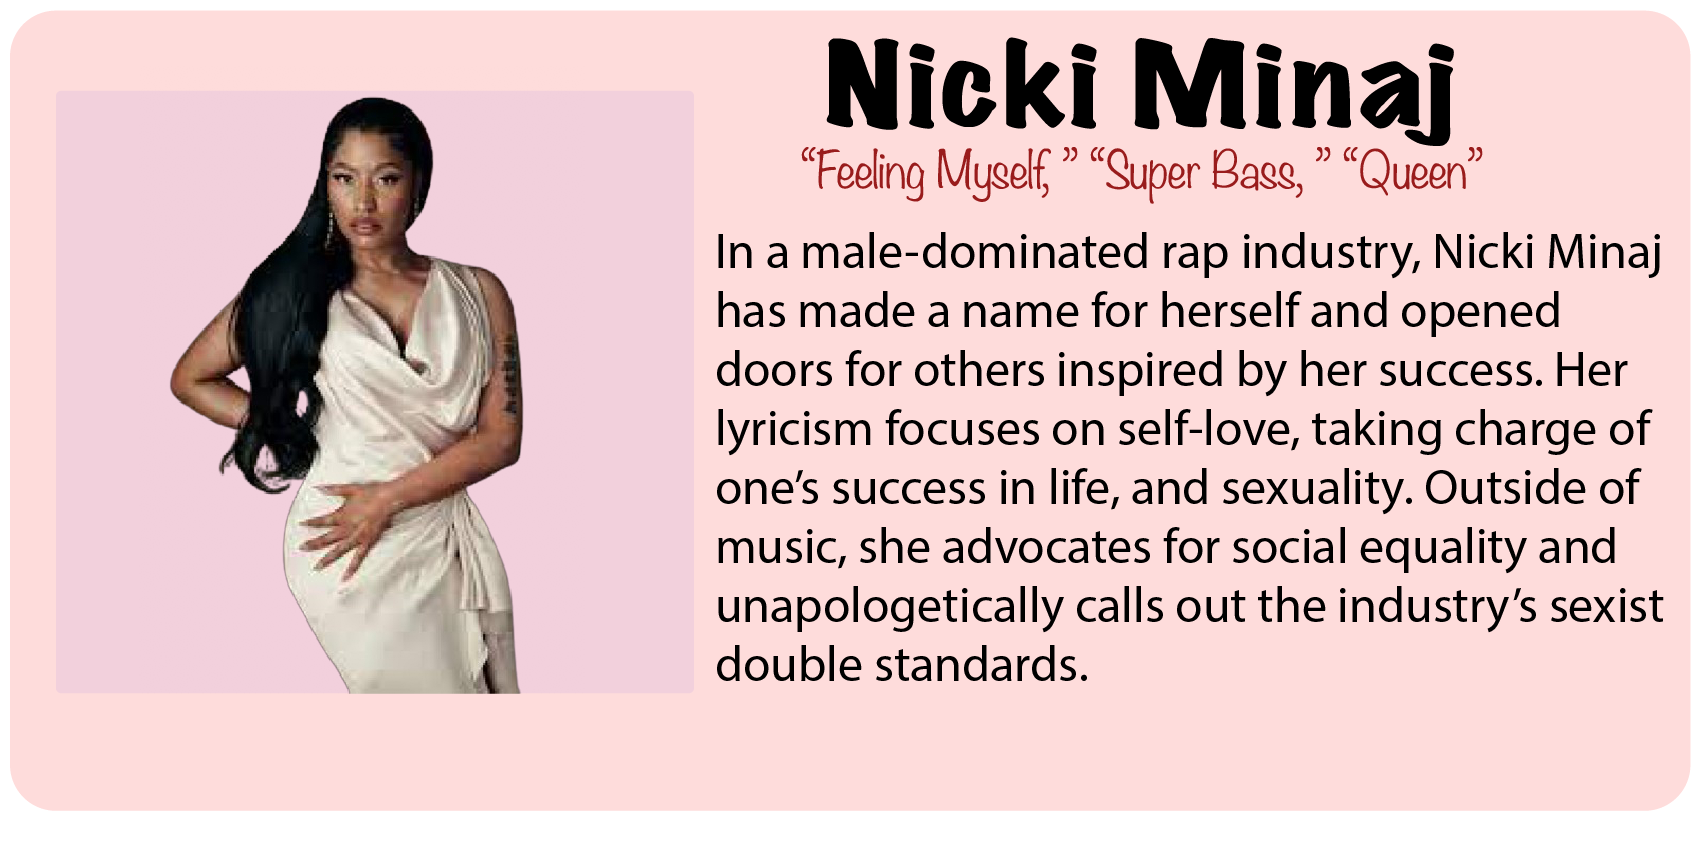 Nicki Minaj
“Feeling Myself, ” “Super Bass, ” “Queen”
In a male-dominated rap industry, Nicki Minaj
has made a name for herself and opened
doors for others inspired by her success. Her
lyricism focuses on self-love, taking charge of
one’s success in life, and sexuality. Outside of
music, she advocates for social equality and
unapologetically calls out the industry’s sexist
double standards.